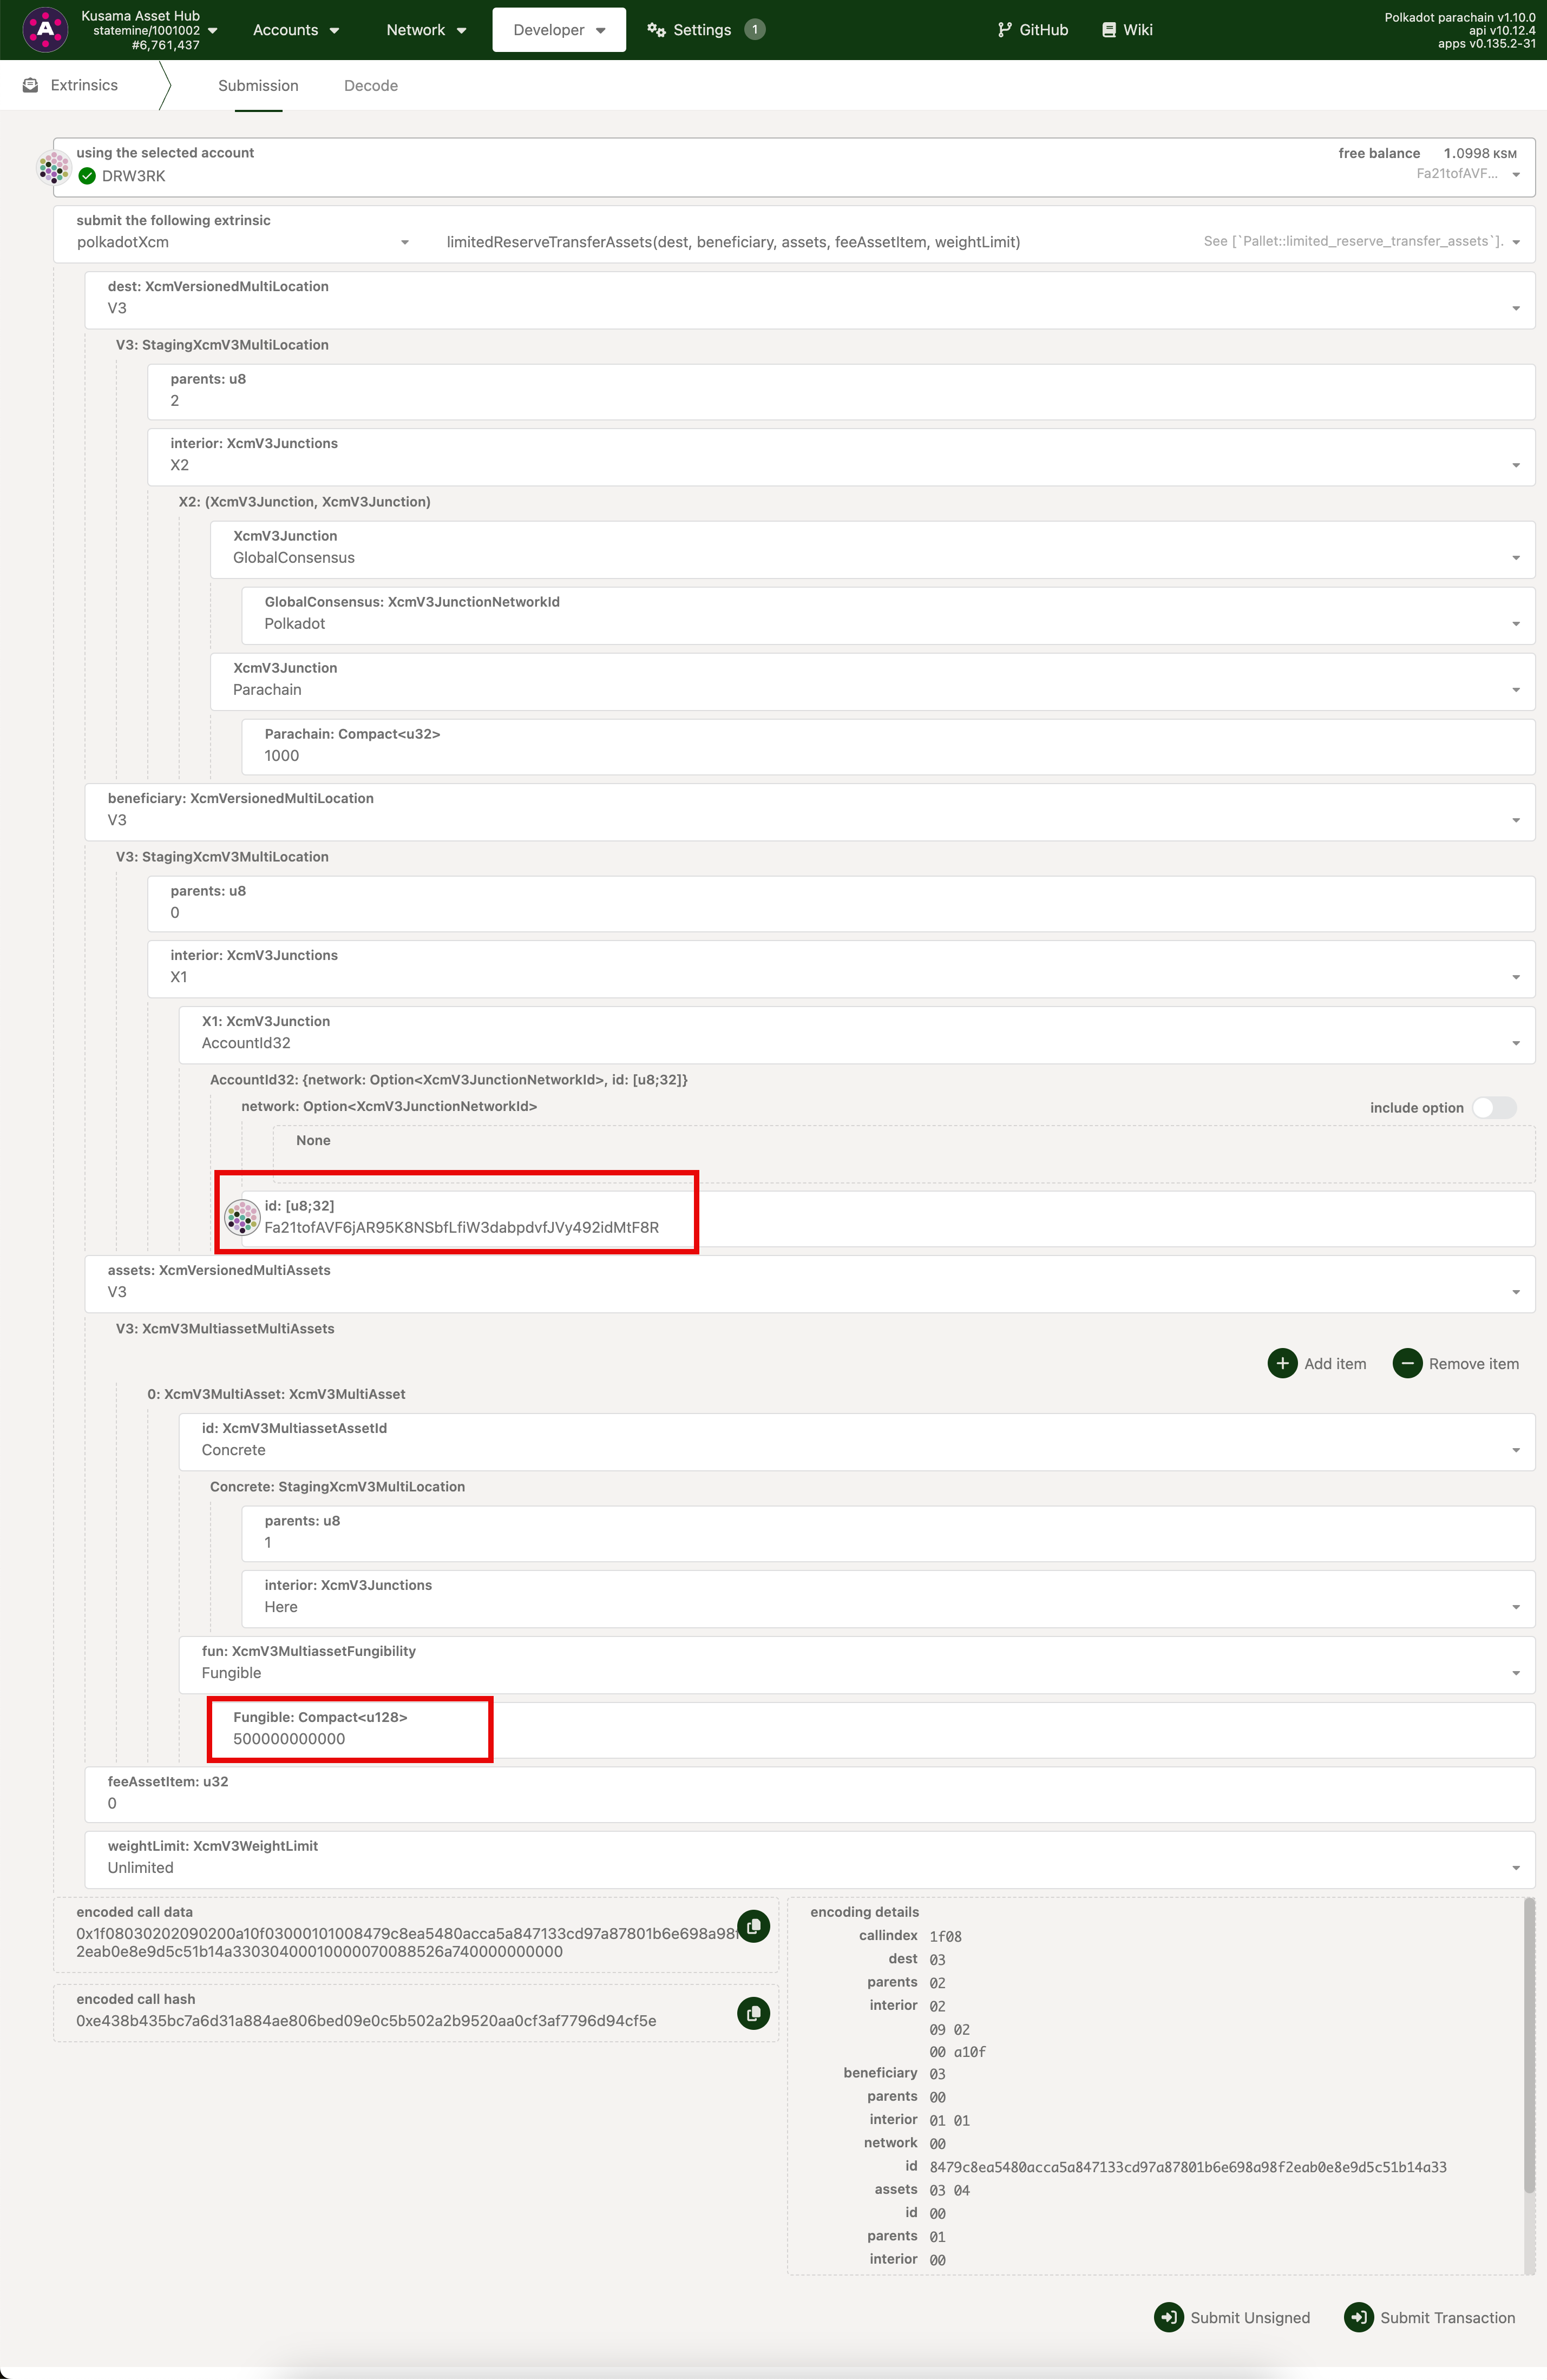 Kusama Asset Hub
statemine/1001002
#6,761,437
Accounts
Network
Developer
Settings 1
GitHub
Wiki
Polkadot parachain v1.10.0
api v10.12.4
apps v0.135.2-31
Extrinsics
Submission
Decode
using the selected account
DRW3RK
free balance 1.0998 KSM
Fa21tofAVF...
submit the following extrinsic
polkadotXcm
limitedReserveTransferAssets(dest, beneficiary, assets, feeAssetItem, weightLimit)
See [`Pallet::limited_reserve_transfer_assets`].
dest: XcmVersionedMultiLocation
V3
V3: StagingXcmV3MultiLocation
parents: u8
2
interior: XcmV3Junctions
X2
X2: (XcmV3Junction, XcmV3Junction)
XcmV3Junction
GlobalConsensus
GlobalConsensus: XcmV3JunctionNetworkId
Polkadot
XcmV3Junction
Parachain
Parachain: Compact<u32>
1000
beneficiary: XcmVersionedMultiLocation
V3
V3: StagingXcmV3MultiLocation
parents: u8
0
interior: XcmV3Junctions
X1
X1: XcmV3Junction
AccountId32
AccountId32: {network: Option<XcmV3JunctionNetworkId>, id: [u8;32]}
network: Option<XcmV3JunctionNetworkId>
include option
None
id: [u8;32]
Fa21tofAVF6jAR95K8NSbfLfiW3dabpdvfJVy492idMtF8R
assets: XcmVersionedMultiAssets
V3
V3: XcmV3MultiassetMultiAssets
Add item
Remove item
0: XcmV3MultiAsset: XcmV3MultiAsset
id: XcmV3MultiassetAssetId
Concrete
Concrete: StagingXcmV3MultiLocation
parents: u8
1
interior: XcmV3Junctions
Here
fun: XcmV3MultiassetFungibility
Fungible
Fungible: Compact<u128>
500000000000
feeAssetItem: u32
0
weightLimit: XcmV3WeightLimit
Unlimited
encoded call data
0x1f08030202090200a10f03000101008479c8ea5480acca5a847133cd97a87801b6e698a98f
2eab0e8e9d5c51b14a33030400010000070088526a740000000000
encoded call hash
0xe438b435bc7a6d31a884ae806bed09e0c5b502a2b9520aa0cf3af7796d94cf5e
encoding details
callindex 1f08
dest 03
parents 02
interior 02
09 02
00 a10f
beneficiary 03
parents 00
interior 01 01
network 00
id 8479c8ea5480acca5a847133cd97a87801b6e698a98f2eab0e8e9d5c51b14a33
assets 03 04
id 00
parents 01
interior 00
Submit Unsigned
Submit Transaction